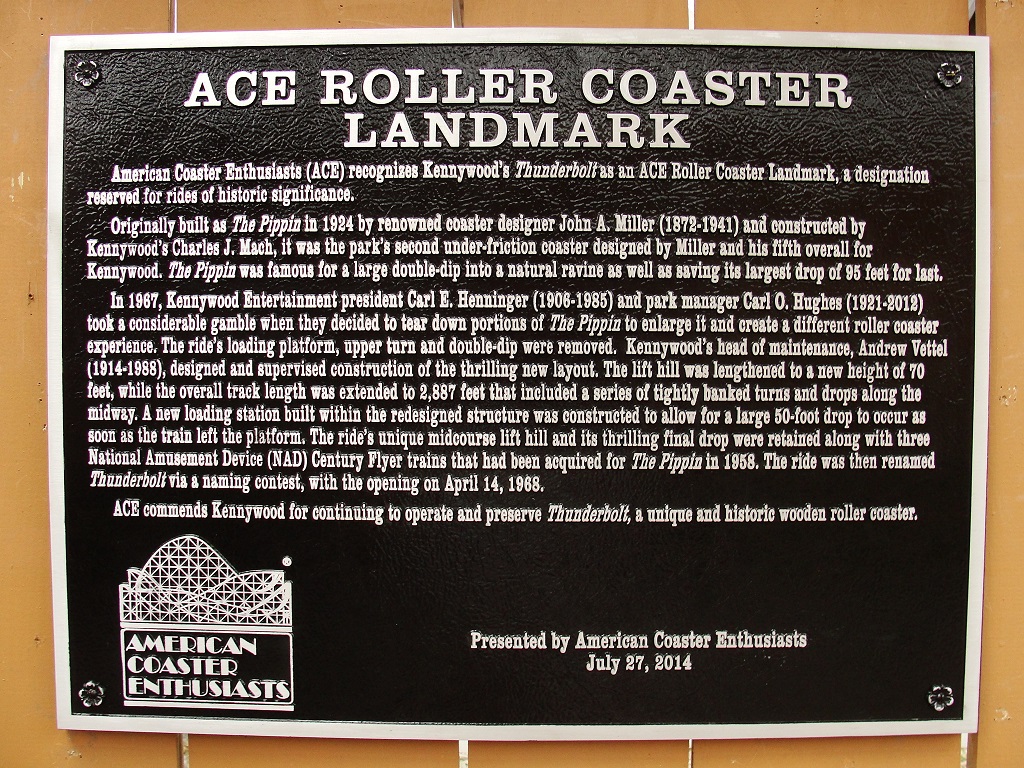 ACE ROLLER COASTER
LANDMARK
American Coaster Enthusiasts (ACE) recognizes Kennywood's Thunderbolt as an ACE Roller Coaster Landmark, a designation
reserved for rides of historic significance.
Originally built as The Pippin in 1924 by renowned coaster designer John A. Miller (1872-1941) and constructed by
Kennywood's Charles J. Mach, it was the park's second under-friction coaster designed by Miller and his fifth overall for
Kennywood. The Pippin was famous for a large double-dip into a natural ravine as well as saving its largest drop of 95 feet for last.
In 1967, Kennywood Entertainment president Carl E. Henninger (1906-1985) and park manager Carl O. Hughes (1921-2012)
took a considerable gamble when they decided to tear down portions of The Pippin to enlarge it and create a different roller coaster
experience. The ride's loading platform, upper turn and double-dip were removed. Kennywood's head of maintenance, Andrew Vettel
(1914-1988), designed and supervised construction of the thrilling new layout. The lift hill was lengthened to a new height of 70
feet, while the overall track length was extended to 2,887 feet that included a series of tightly banked turns and drops along the
midway. A new loading station built within the redesigned structure was constructed to allow for a large 50-foot drop to occur as
soon as the train left the platform. The ride's unique midcourse lift hill and its thrilling final drop were retained along with three
National Amusement Device (NAD) Century Flyer trains that had been acquired for The Pippin in 1958. The ride was then renamed
Thunderbolt via a naming contest, with the opening on April 14, 1968.
ACE commends Kennywood for continuing to operate and preserve Thunderbolt, a unique and historic wooden roller coaster.
®
AMERICAN
COASTER
ENTHUSIASTS
Presented by American Coaster Enthusiasts
July 27, 2014